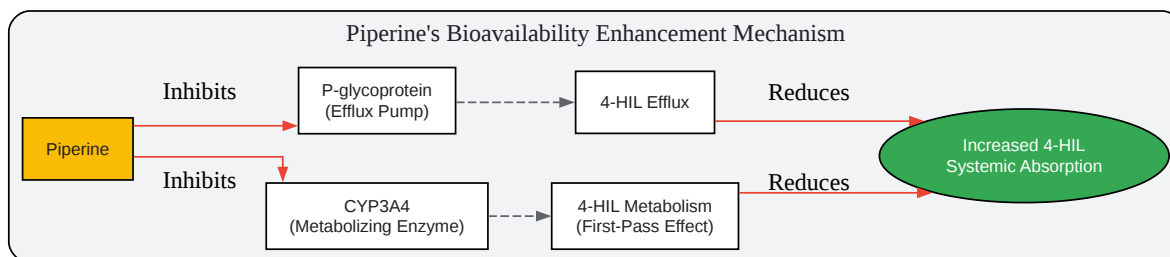 Piperine's Bioavailability Enhancement Mechanism
Inhibits
P-glycoprotein
(Efflux Pump)
4-HIL Efflux
Reduces
Piperine
Increased 4-HIL
Systemic Absorption
Inhibits
CYP3A4
(Metabolizing Enzyme)
4-HIL Metabolism
(First-Pass Effect)
Reduces